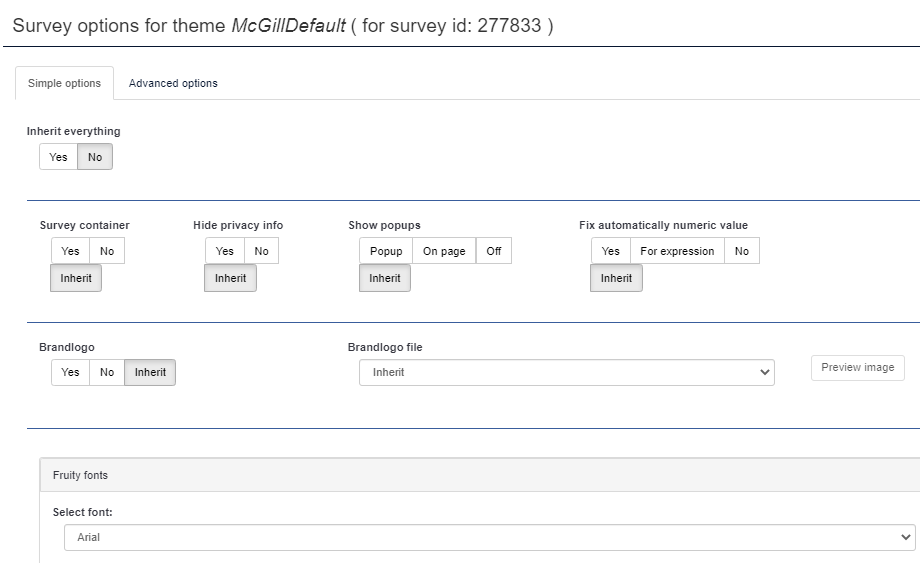 Survey options for theme McGillDefault ( for survey id: 277833 )
Simple options Advanced options
Inherit everything
Yes No
Survey container Hide privacy info Show popups Fix automatically numeric value
Yes No Yes No Popup On page Off Yes For expression No
Inherit Inherit Inherit Inherit
Brandlogo Brandlogo file
Yes No Inherit Inherit Preview image
Fruity fonts
Select font:
Arial